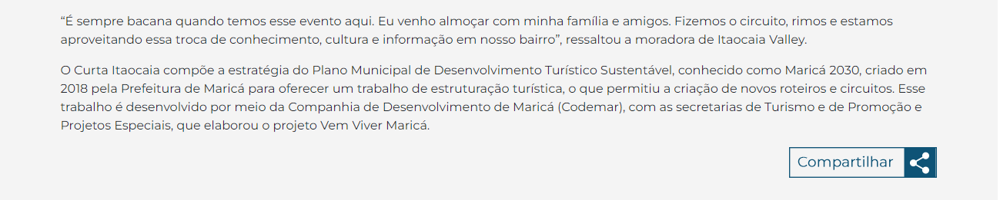 “É sempre bacana quando temos esse evento aqui. Eu venho almoçar com minha família e amigos. Fizemos o circuito, rimos e estamos
aproveitando essa troca de conhecimento, cultura e informação em nosso bairro”, ressaltou a moradora de Itaocaia Valley.
O Curta Itaocaia compõe a estratégia do Plano Municipal de Desenvolvimento Turístico Sustentável, conhecido como Maricá 2030, criado em
2018 pela Prefeitura de Maricá para oferecer um trabalho de estruturação turística, o que permitiu a criação de novos roteiros e circuitos. Esse
trabalho é desenvolvido por meio da Companhia de Desenvolvimento de Maricá (Codemar), com as secretarias de Turismo e de Promoção e
Projetos Especiais, que elaborou o projeto Vem Viver Maricá.
Compartilhar